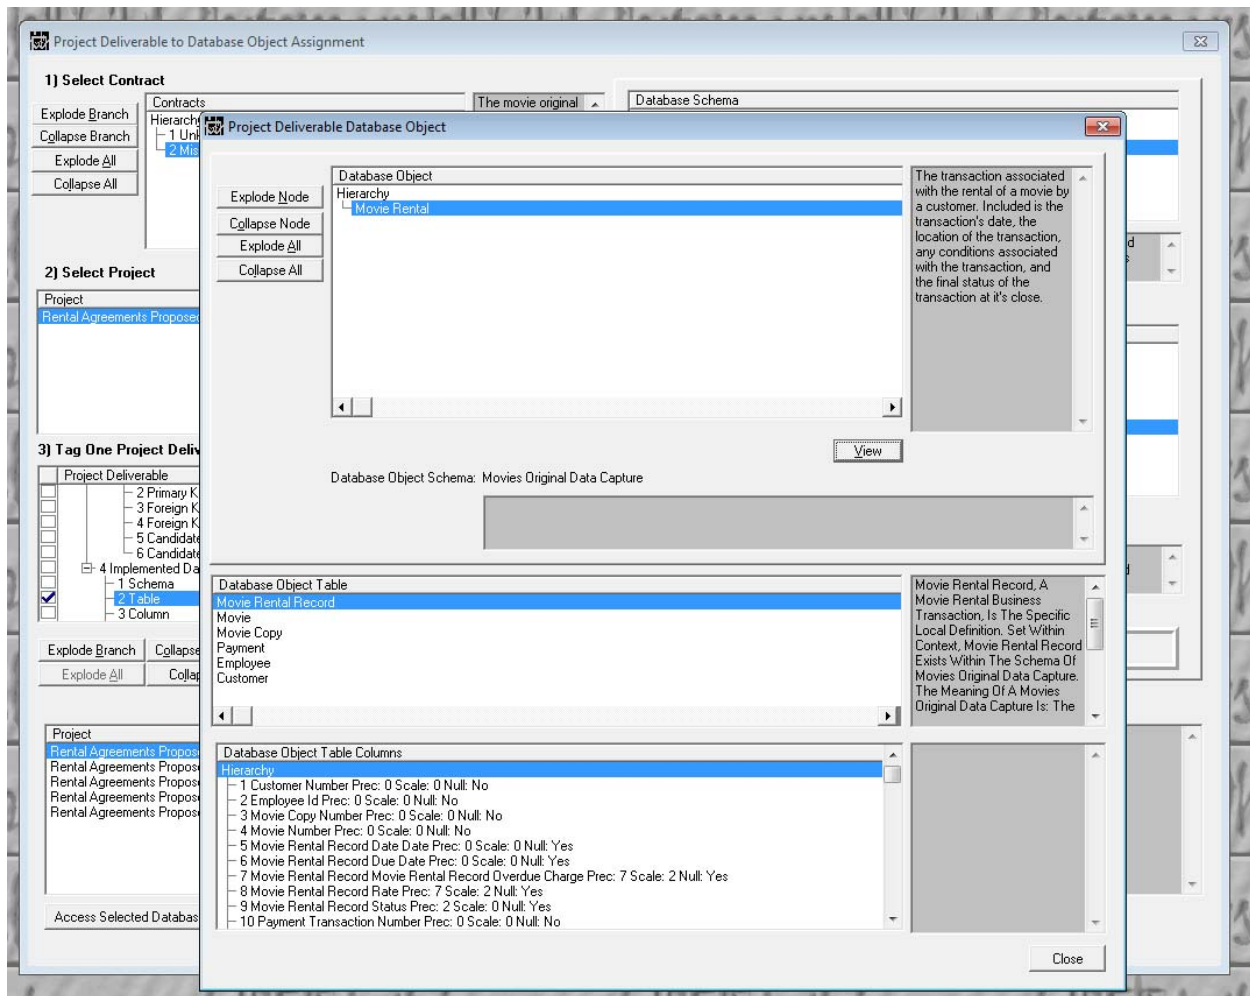 Project Deliverable to Database Object Assignment
1) Select Contract
Explode Branch
Collapse Branch
Explode All
Collapse All
Contracts
Hierarchy
1 Uni
2 Mis
The movie original
Database Schema
2) Select Project
Project
Rental Agreements Proposed
3) Tag One Project Deliv
Project Deliverable
2 Primary K
3 Foreign K
4 Foreign K
5 Candidate
6 Candidate
4 Implemented Da
1 Schema
2 Table
3 Column
Explode Branch
Collapse
Explode All
Collap
Project
Rental Agreements Propos
Rental Agreements Propose
Rental Agreements Propose
Rental Agreements Propose
Rental Agreements Propose
Access Selected Databas
Project Deliverable Database Object
Explode Node
Collapse Node
Explode All
Collapse All
Database Object
Hierarchy
Movie Rental
The transaction associated
with the rental of a movie by
a customer. Included is the
transaction's date, the
location of the transaction,
any conditions associated
with the transaction, and
the final status of the
transaction at it's close.
View
Database Object Schema: Movies Original Data Capture
Database Object Table
Movie Rental Record
Movie
Movie Copy
Payment
Employee
Customer
Movie Rental Record, A
Movie Rental Business
Transaction, Is The Specific
Local Definition. Set Within
Context, Movie Rental Record
Exists Within The Schema Of
Movies Original Data Capture.
The Meaning Of A Movies
Original Data Capture Is: The
Database Object Table Columns
Hierarchy
1 Customer Number Prec: 0 Scale: 0 Null: No
2 Employee Id Prec: 0 Scale: 0 Null: No
3 Movie Copy Number Prec: 0 Scale: 0 Null: No
4 Movie Number Prec: 0 Scale: 0 Null: No
5 Movie Rental Record Date Date Prec: 0 Scale: 0 Null: Yes
6 Movie Rental Record Due Date Prec: 0 Scale: 0 Null: Yes
7 Movie Rental Record Movie Rental Record Overdue Charge Prec: 7 Scale: 2 Null: Yes
8 Movie Rental Record Rate Prec: 7 Scale: 2 Null: Yes
9 Movie Rental Record Status Prec: 2 Scale: 0 Null: Yes
10 Payment Transaction Number Prec: 0 Scale: 0 Null: No
Close